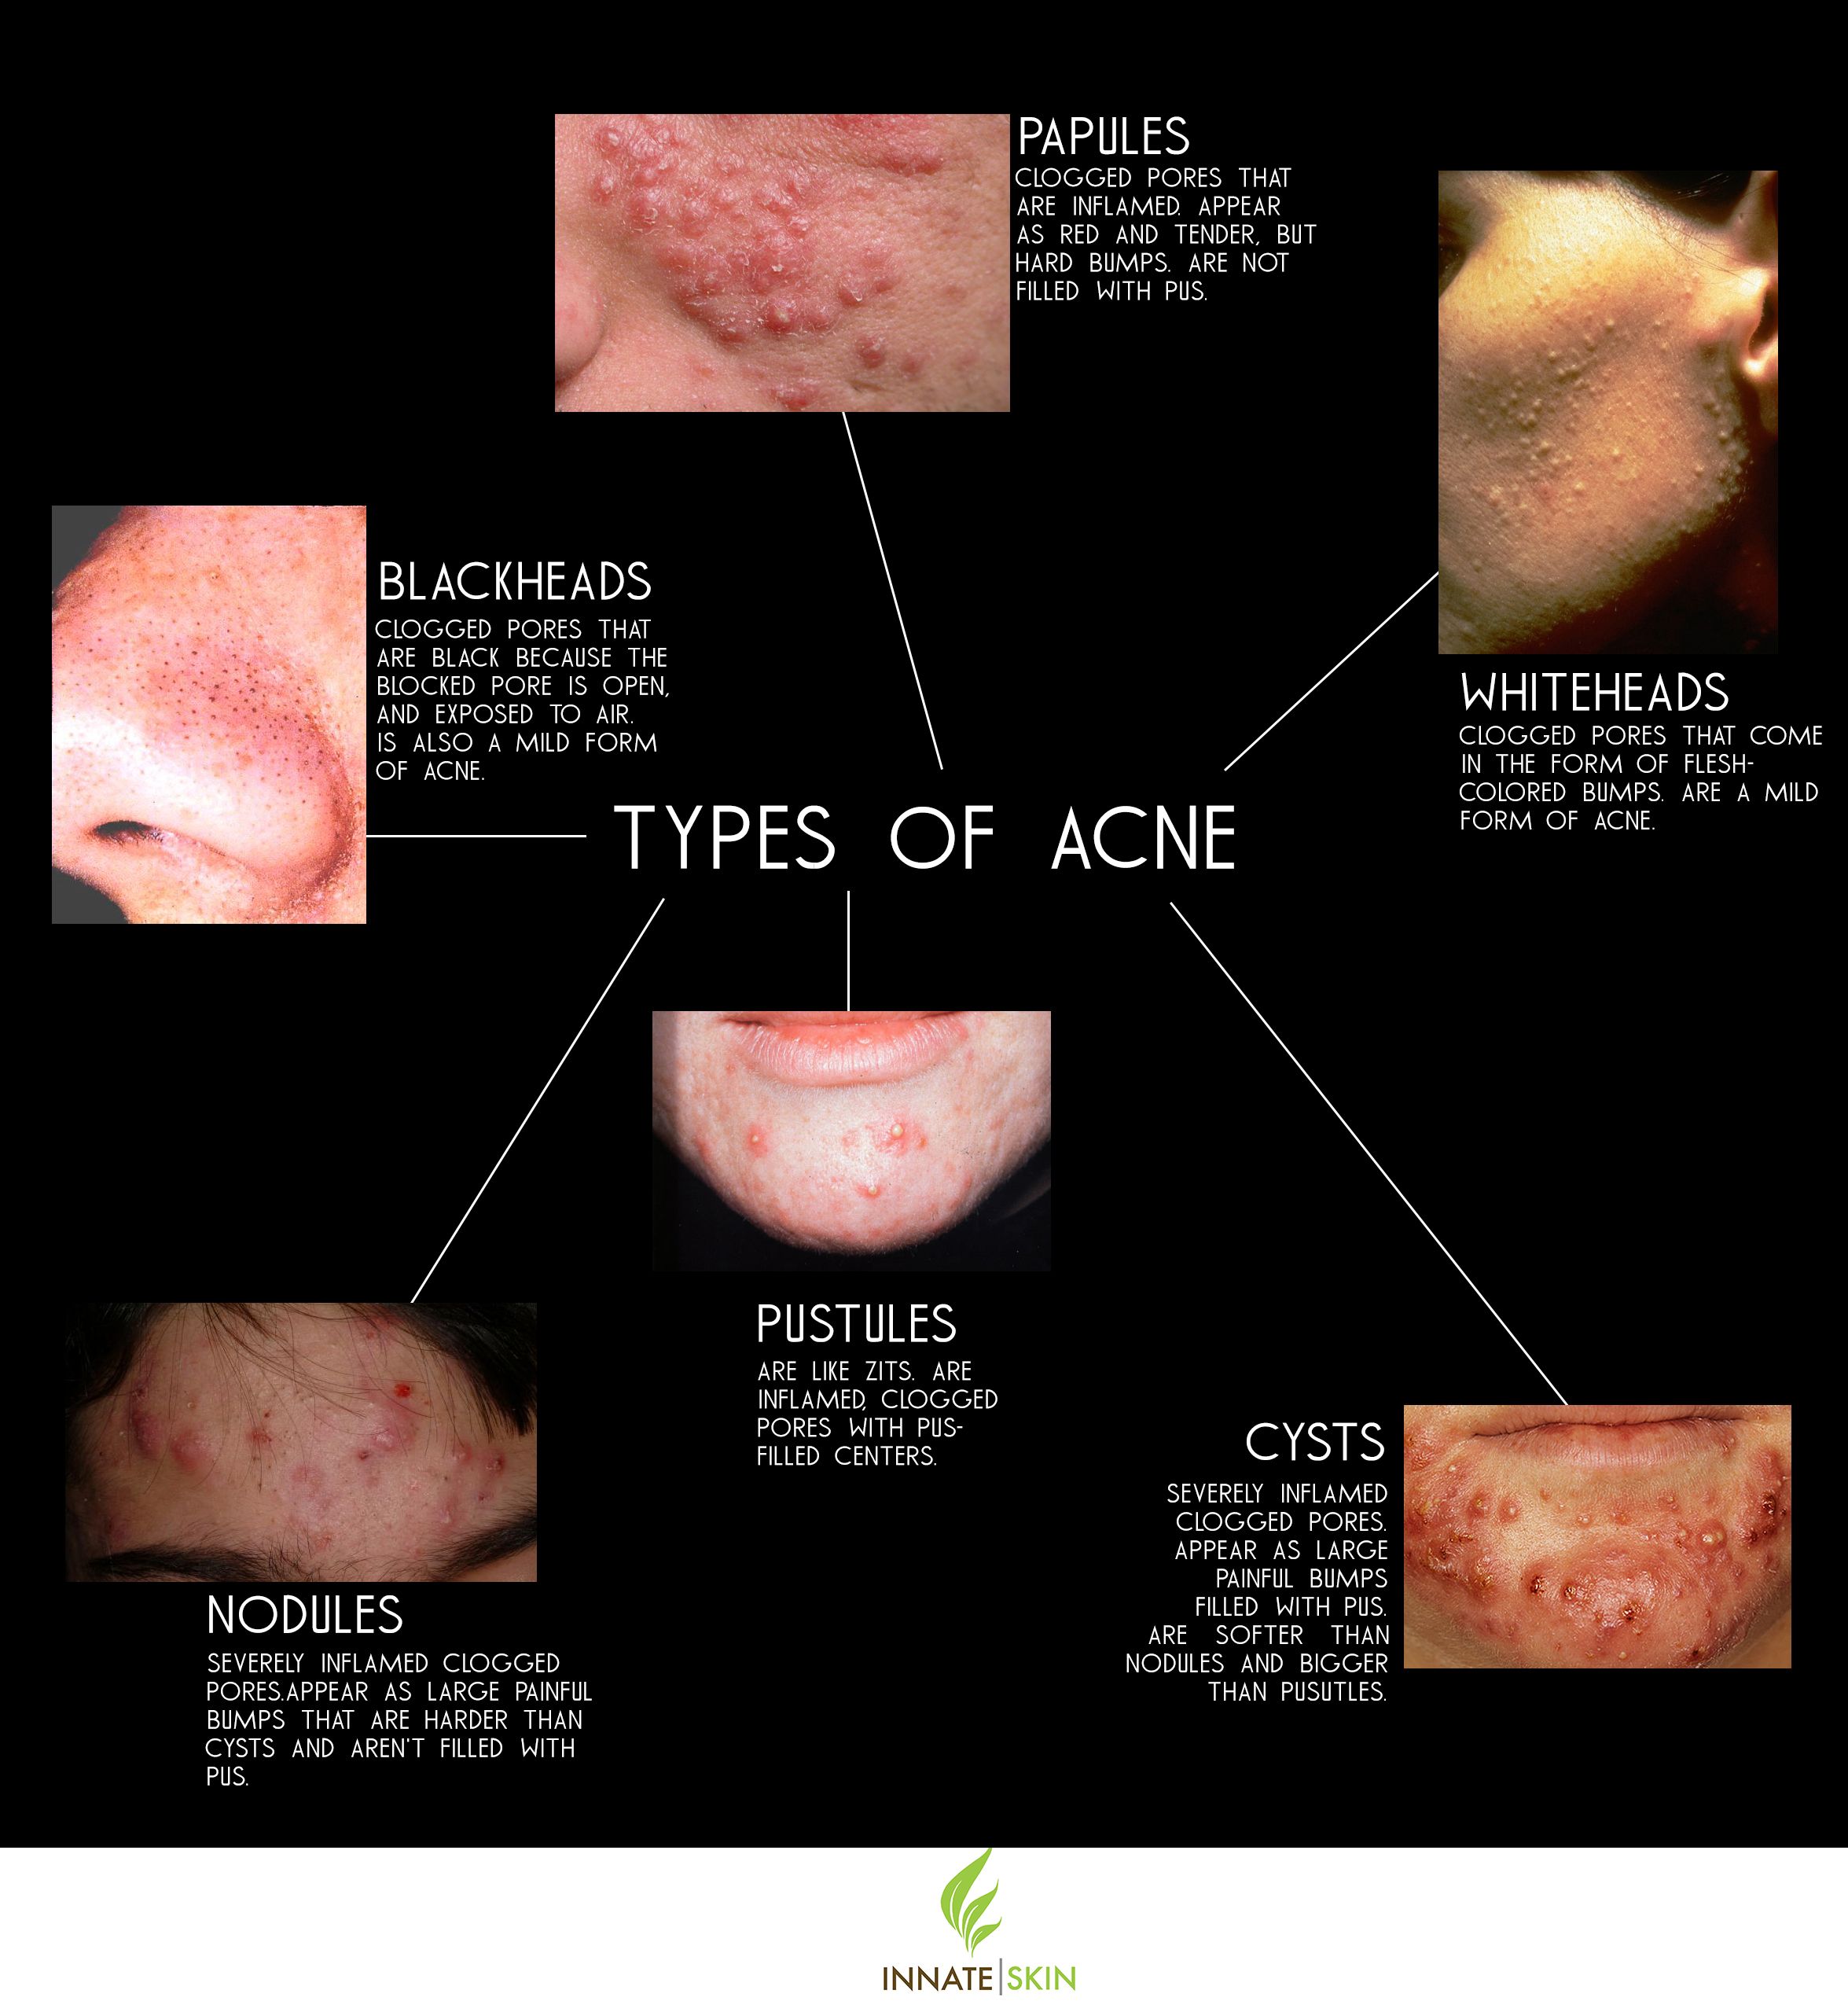 PAPULES
CLOGGED PORES THAT
ARE INFLAMED. APPEAR
AS RED AND TENDER, BUT
HARD BUMPS. ARE NOT
FILLED WITH PUS.
BLACKHEADS
CLOGGED PORES THAT
ARE BLACK BECAUSE THE
BLOCKED PORE IS OPEN,
AND EXPOSED TO AIR.
IS ALSO A MILD FORM
OF ACNE.
WHITEHEADS
CLOGGED PORES THAT COME
IN THE FORM OF FLESH-
COLORED BUMPS. ARE A MILD
FORM OF ACNE.
TYPES OF ACNE
PUSTULES
ARE LIKE ZITS. ARE
INFLAMED, CLOGGED
PORES WITH PUS-
FILLED CENTERS.
CYSTS
SEVERELY INFLAMED
CLOGGED PORES.
APPEAR AS LARGE
PAINFUL BUMPS
FILLED WITH PUS.
ARE SOFTER THAN
NODULES AND BIGGER
THAN PUSUTLES.
NODULES
SEVERELY INFLAMED CLOGGED
PORES.APPEAR AS LARGE PAINFUL
BUMPS THAT ARE HARDER THAN
CYSTS AND AREN'T FILLED WITH
PUS.
INNATE|SKIN